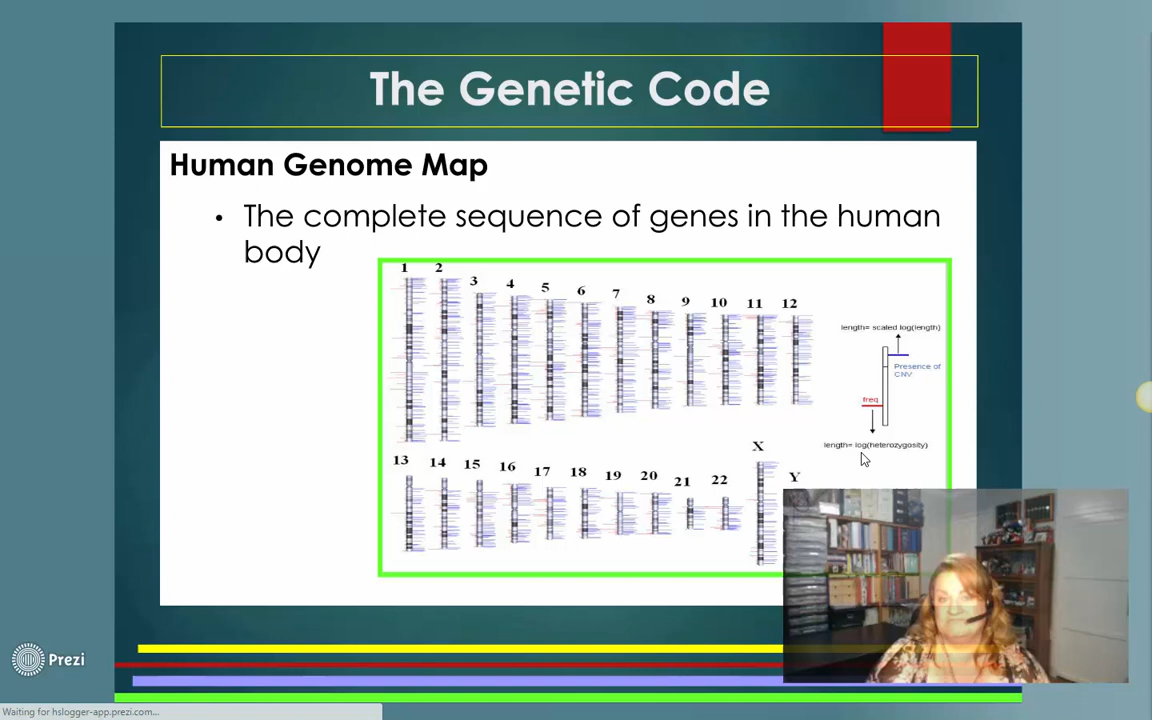 The Genetic Code
Human Genome Map
• The complete sequence of genes in the human
body
1 2 3 4 5 6 7 8 9 10 11 12
length= scaled log(length)
Presence of
CNV
freq
length= log(heterozygosity)
13 14 15 16 17 18 19 20 21 22 X Y
Prezi
Waiting for hslogger-app.prezi.com...